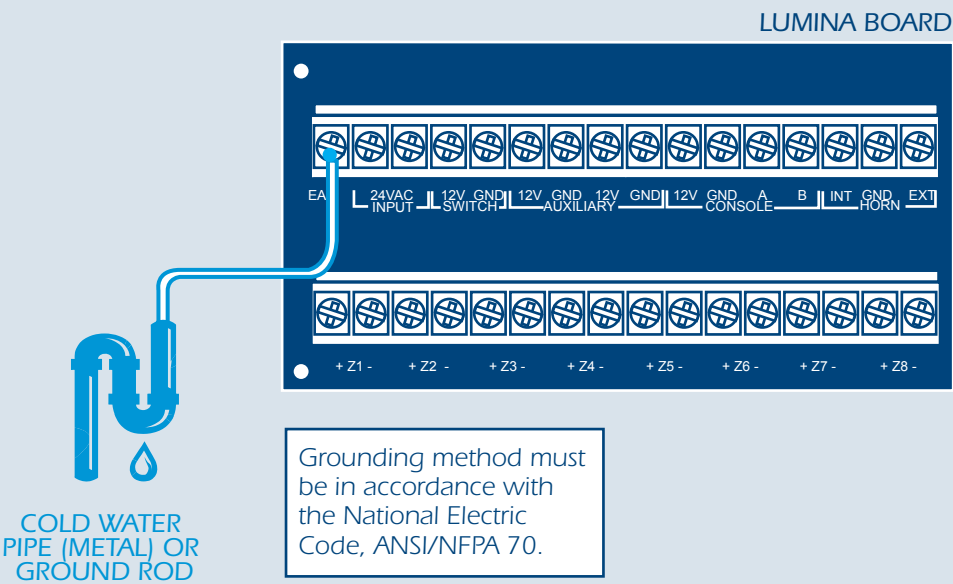 LUMINA BOARD
24VAC INPUT 12V GND SWITCH 12V GND 12V GND AUXILIARY 12V GND A B CONSOLE INT GND EXT HORN
+ Z1 - + Z2 - + Z3 - + Z4 - + Z5 - + Z6 - + Z7 - + Z8 -
Grounding method must
be in accordance with
the National Electric
Code, ANSI/NFPA 70.
COLD WATER
PIPE (METAL) OR
GROUND ROD